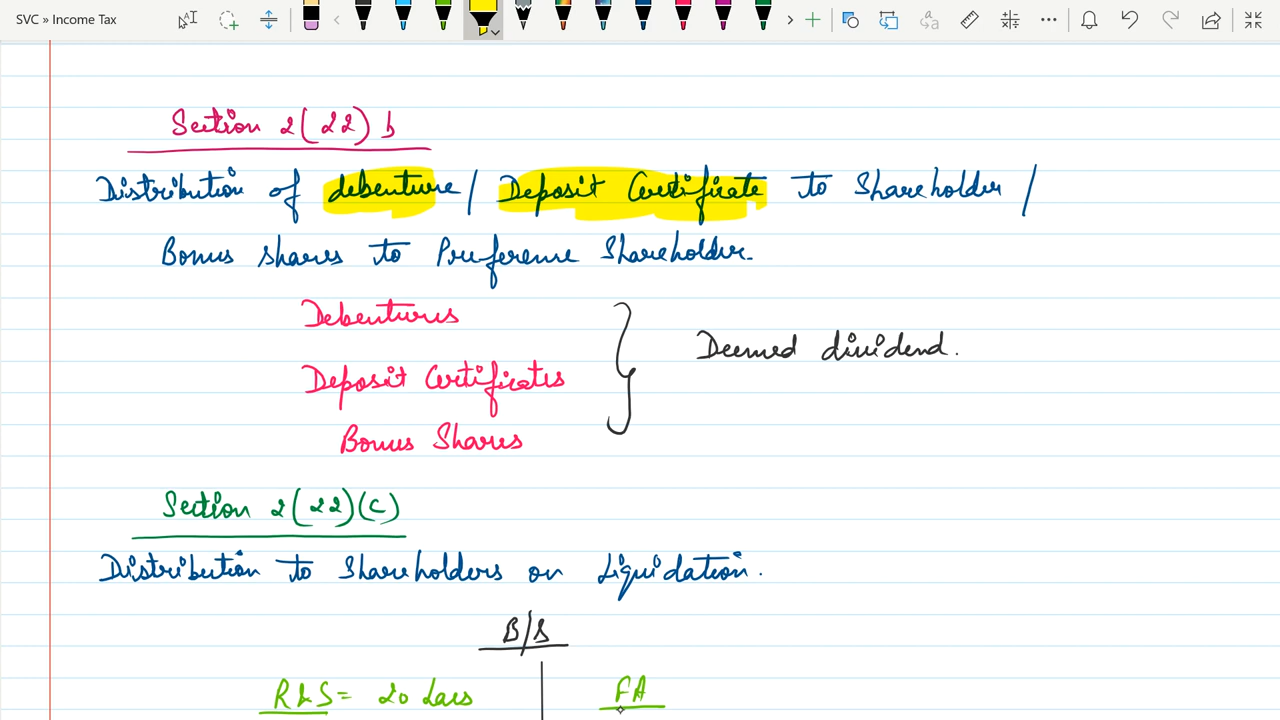 SVC » Income Tax
Section 2(22) b
Distribution of debenture/ Deposit Certificate to Shareholder /
Bonus shares to Preference Shareholder.
Debentures
Deposit Certificates
Bonus Shares
Deemed dividend.
Section 2(22)(c)
Distribution to Shareholders on Liquidation.
B/S
R&S = 20 Lacs
FA